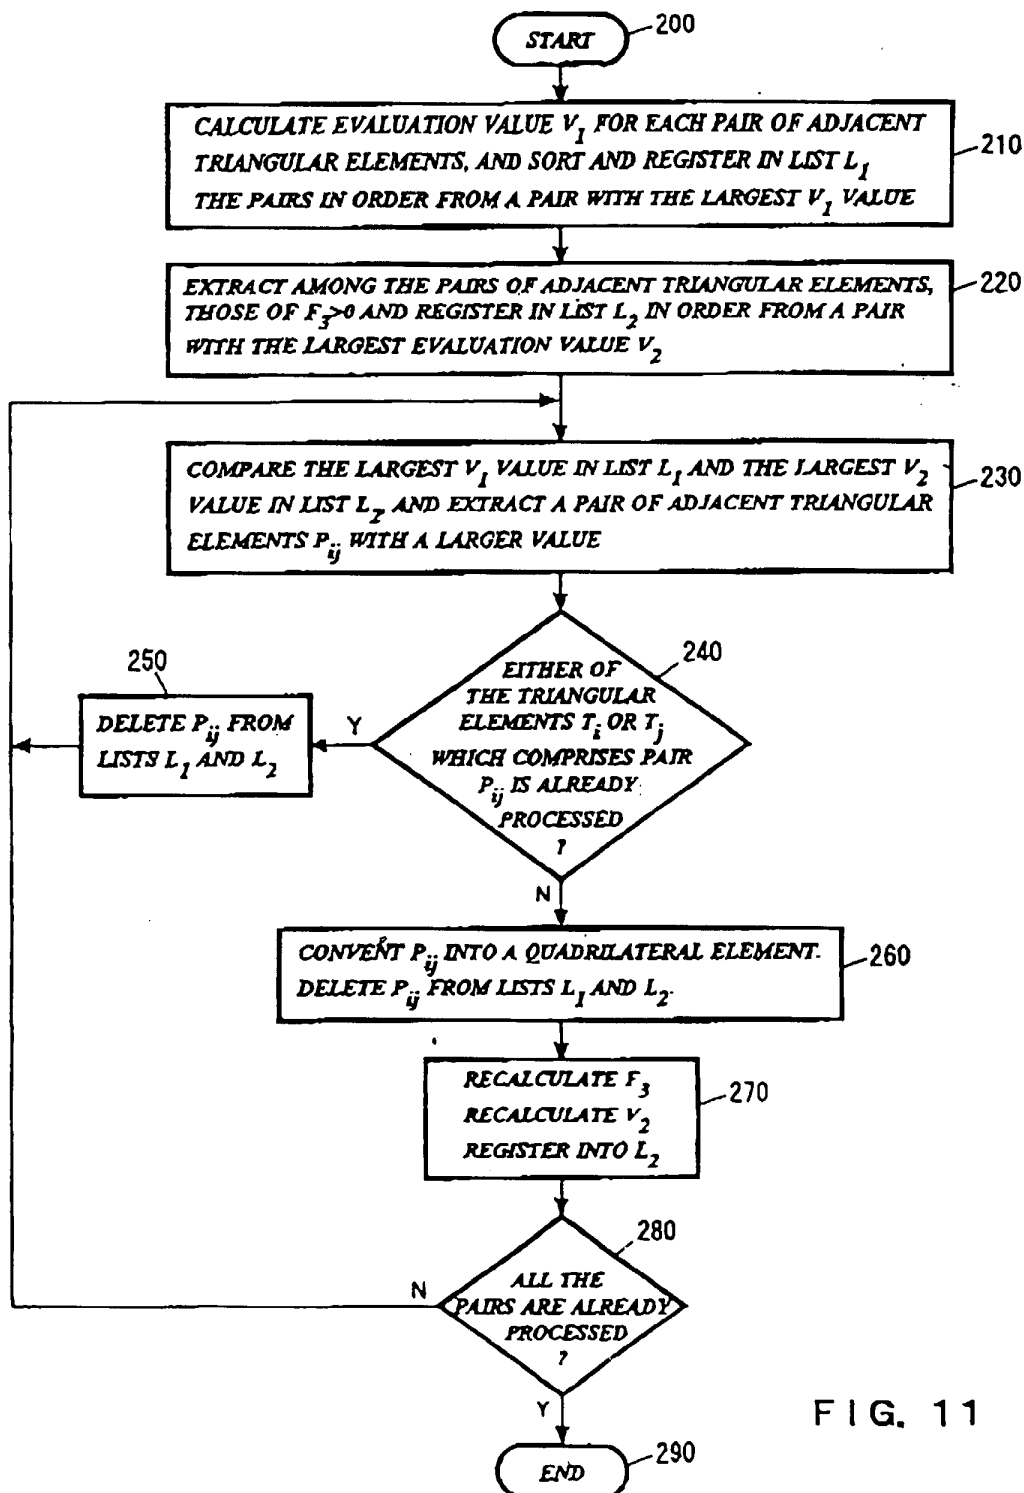 200
START
CALCULATE EVALUATION VALUE V1 FOR EACH PAIR OF ADJACENT
TRIANGULAR ELEMENTS, AND SORT AND REGISTER IN LIST L1
THE PAIRS IN ORDER FROM A PAIR WITH THE LARGEST V1 VALUE
210
EXTRACT AMONG THE PAIRS OF ADJACENT TRIANGULAR ELEMENTS,
THOSE OF F3>0 AND REGISTER IN LIST L2 IN ORDER FROM A PAIR
WITH THE LARGEST EVALUATION VALUE V2
220
COMPARE THE LARGEST V1 VALUE IN LIST L1 AND THE LARGEST V2
VALUE IN LIST L2, AND EXTRACT A PAIR OF ADJACENT TRIANGULAR
ELEMENTS Pij WITH A LARGER VALUE
230
EITHER OF
THE TRIANGULAR
ELEMENTS Ti OR Tj
WHICH COMPRISES PAIR
Pij IS ALREADY
PROCESSED
?
240
Y
250
DELETE Pij FROM
LISTS L1 AND L2
N
CONVENT Pij INTO A QUADRILATERAL ELEMENT.
DELETE Pij FROM LISTS L1 AND L2.
260
RECALCULATE F3
RECALCULATE V2
REGISTER INTO L2
270
ALL THE
PAIRS ARE ALREADY
PROCESSED
?
280
N
Y
END
290
FIG. 11